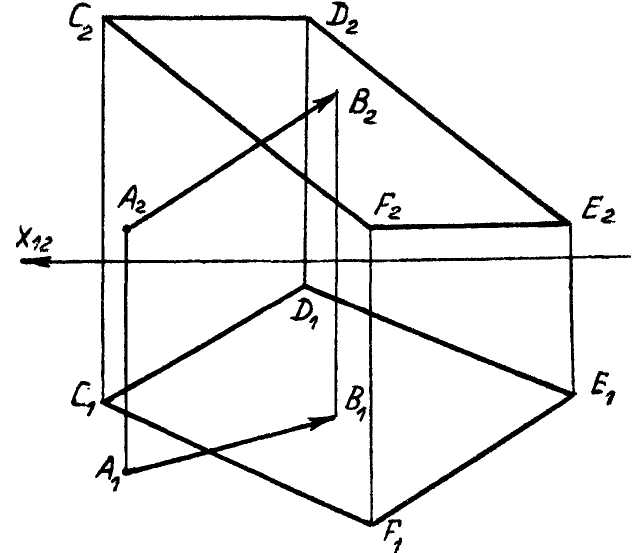 C₂
D₂
B₂
A₂
F₂
E₂
X₁₂
D₁
C₁
B₁
E₁
A₁
F₁